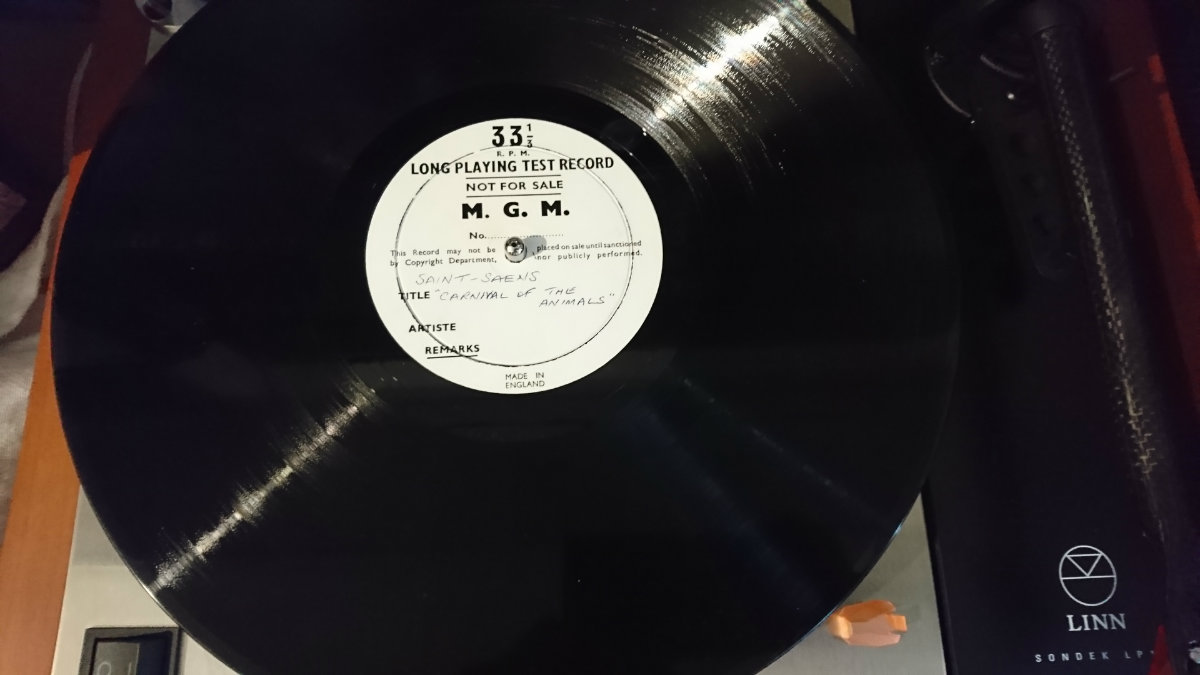 33 1/3
R. P. M.
LONG PLAYING TEST RECORD
NOT FOR SALE
M. G. M.
No.
This Record may not be placed on sale until sanctioned
by Copyright Department, nor publicly performed.
SAINT-SAENS
TITLE "CARNIVAL OF THE
ANIMALS"
ARTISTE
REMARKS
MADE IN
ENGLAND
LINN
SONDEK